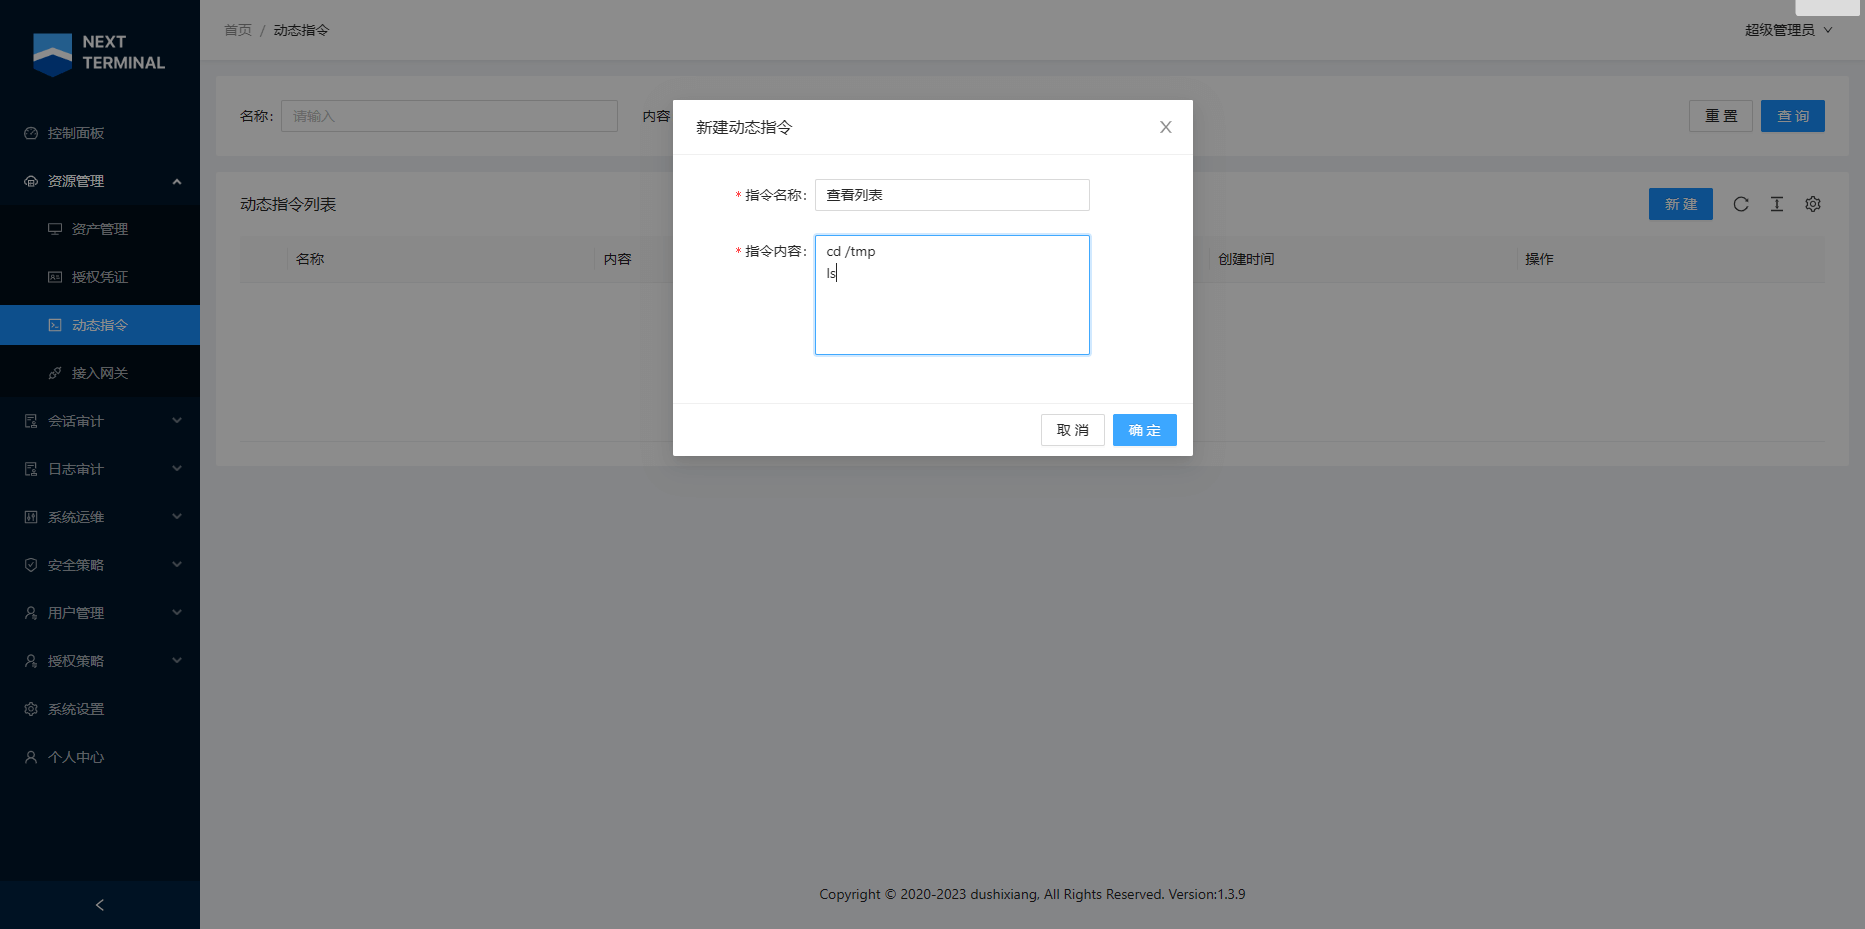 NEXT
TERMINAL
控制面板
资源管理
资产管理
授权凭证
动态指令
接入网关
会话审计
日志审计
系统运维
安全策略
用户管理
授权策略
系统设置
个人中心
首页 / 动态指令
超级管理员
名称: 请输入
内容
重 置
查 询
动态指令列表
新 建
名称
内容
创建时间
操作
新建动态指令
* 指令名称: 查看列表
* 指令内容: cd /tmp
ls
取 消
确 定
Copyright © 2020-2023 dushixiang, All Rights Reserved. Version:1.3.9